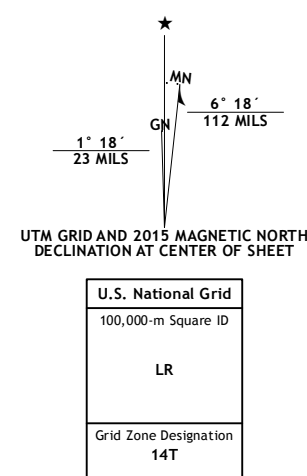 ★
MN
GN
6° 18´
112 MILS
1° 18´
23 MILS
UTM GRID AND 2015 MAGNETIC NORTH
DECLINATION AT CENTER OF SHEET
U.S. National Grid
100,000-m Square ID
LR
Grid Zone Designation
14T